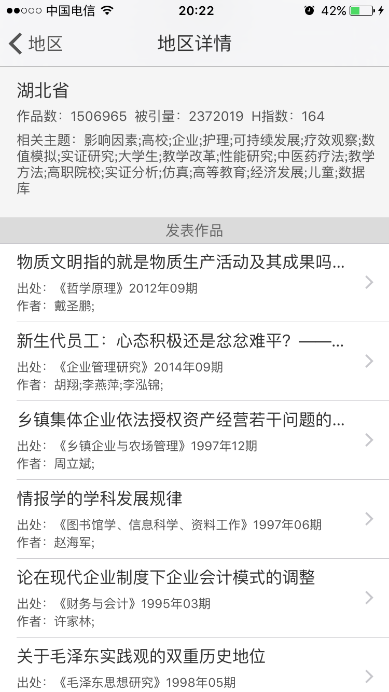 中国电信 20:22 42%
地区 地区详情
湖北省
作品数：1506965 被引量：2372019 H指数：164
相关主题：影响因素;高校;企业;护理;可持续发展;疗效观察;数
值模拟;实证研究;大学生;教学改革;性能研究;中医药疗法;教学
方法;高职院校;实证分析;仿真;高等教育;经济发展;儿童;数据
库
发表作品
物质文明指的就是物质生产活动及其成果吗...
出处：《哲学原理》2012年09期
作者：戴圣鹏;
新生代员工：心态积极还是忿忿难平？——...
出处：《企业管理研究》2014年09期
作者：胡翔;李燕萍;李泓锦;
乡镇集体企业依法授权资产经营若干问题的...
出处：《乡镇企业与农场管理》1997年12期
作者：周立斌;
情报学的学科发展规律
出处：《图书馆学、信息科学、资料工作》1997年06期
作者：赵海军;
论在现代企业制度下企业会计模式的调整
出处：《财务与会计》1995年03期
作者：许家林;
关于毛泽东实践观的双重历史地位
出处：《毛泽东思想研究》1998年05期